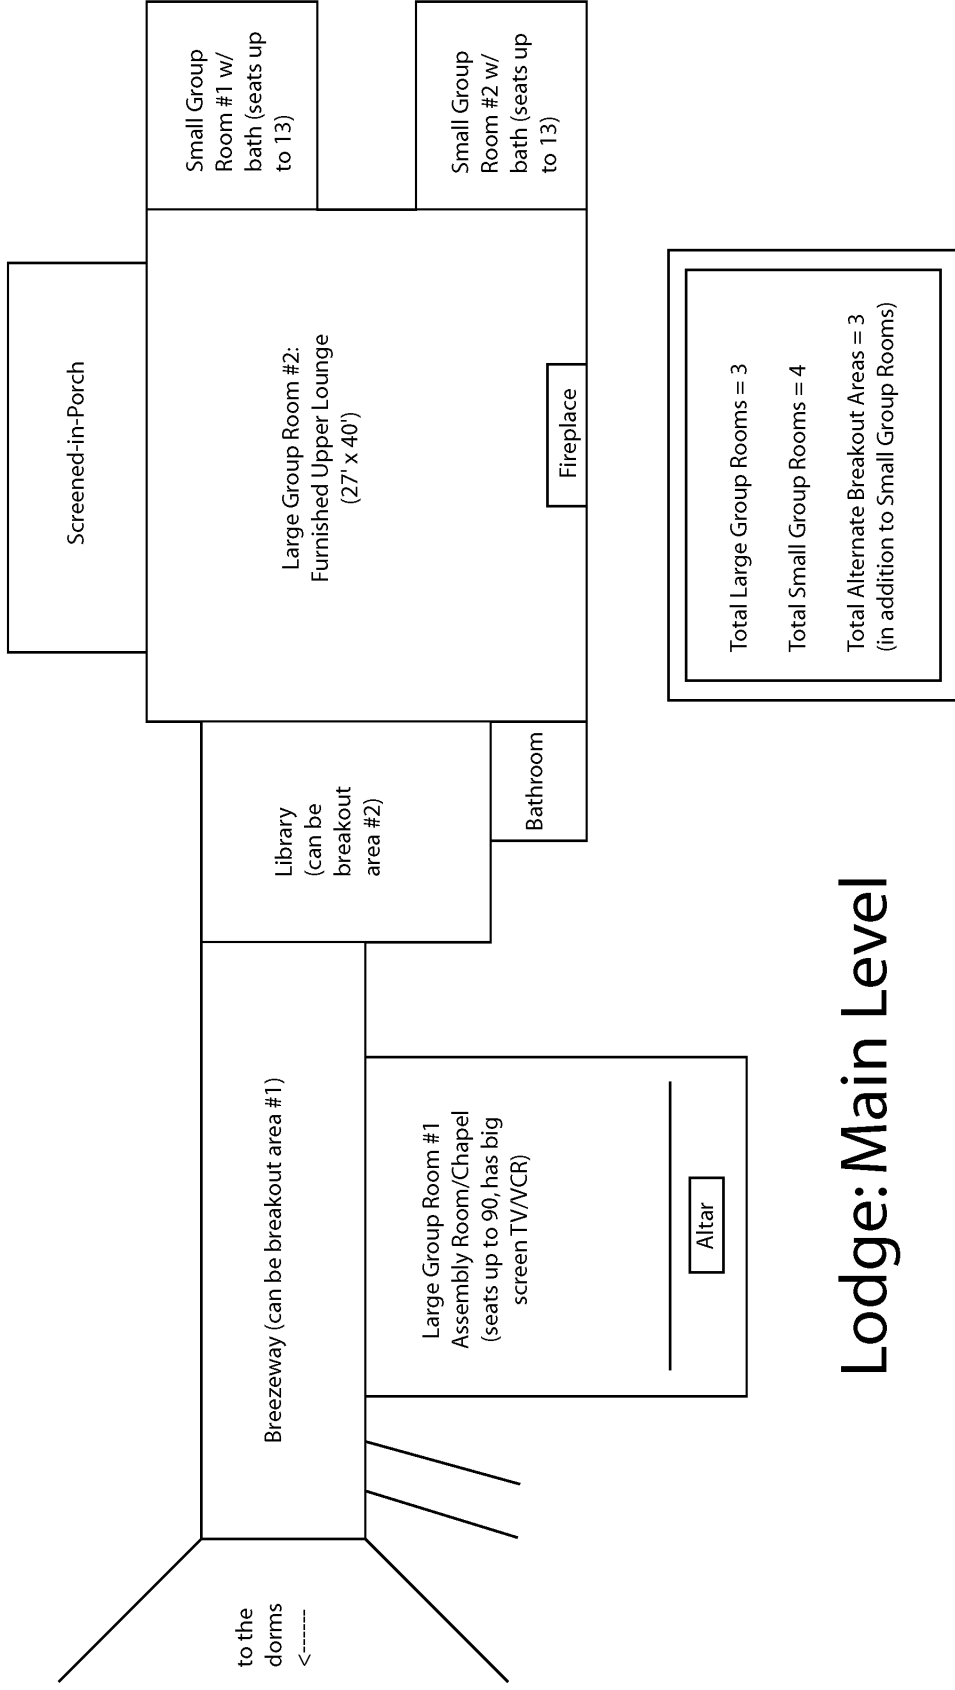 to the
dorms
<------
Breezeway (can be breakout area #1)
Large Group Room #1
Assembly Room/Chapel
(seats up to 90, has big
screen TV/VCR)
Altar
Library
(can be
breakout
area #2)
Bathroom
Screened-in-Porch
Large Group Room #2:
Furnished Upper Lounge
(27' x 40')
Fireplace
Small Group
Room #1 w/
bath (seats up
to 13)
Small Group
Room #2 w/
bath (seats up
to 13)
Lodge: Main Level
Total Large Group Rooms = 3
Total Small Group Rooms = 4
Total Alternate Breakout Areas = 3
(in addition to Small Group Rooms)